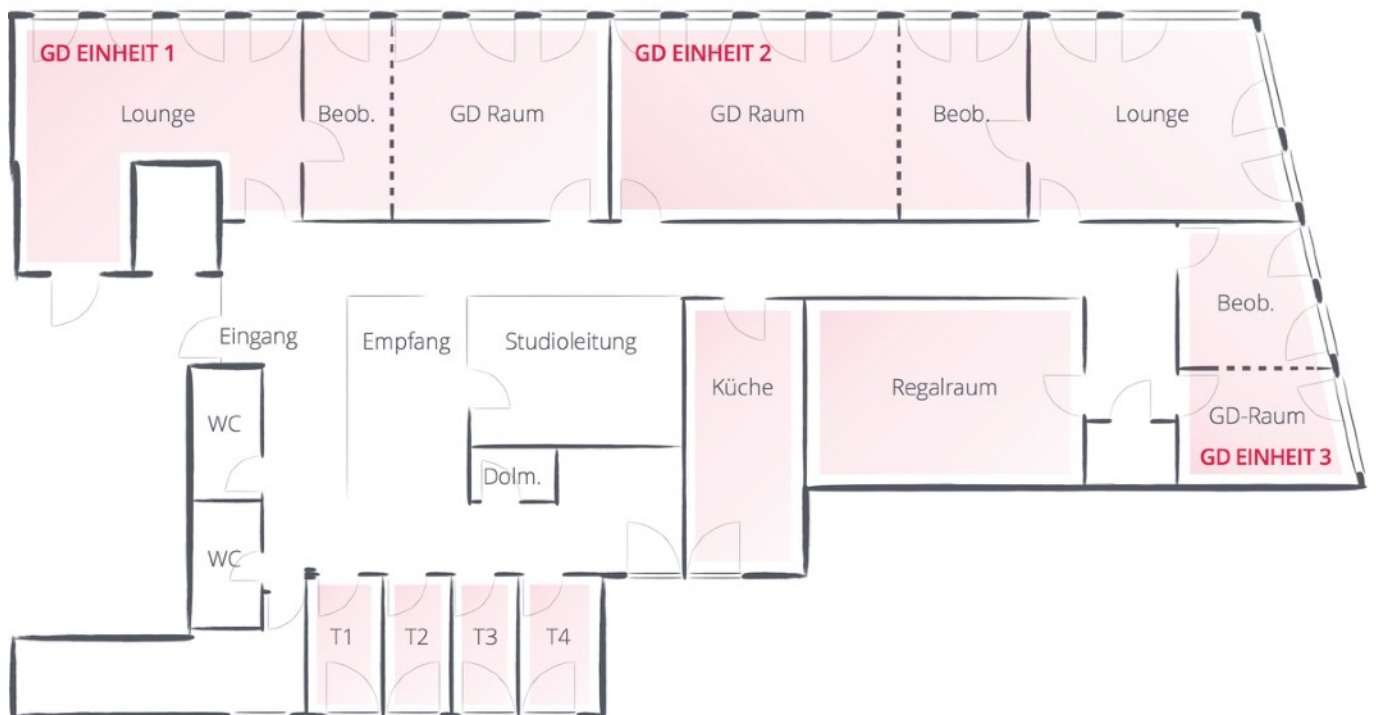 GD EINHEIT 1
GD EINHEIT 2
Lounge
Beob.
GD Raum
GD Raum
Beob.
Lounge
Beob.
Eingang
Empfang
Studioleitung
Küche
Regalraum
GD-Raum
GD EINHEIT 3
WC
Dolm.
WC
T1
T2
T3
T4